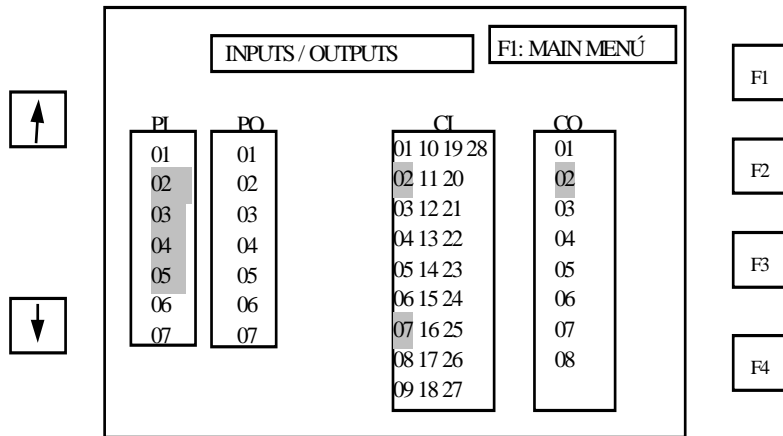 INPUTS / OUTPUTS
F1: MAIN MENÚ
PI
01
02
03
04
05
06
07
PO
01
02
03
04
05
06
07
CI
01 10 19 28
02 11 20
03 12 21
04 13 22
05 14 23
06 15 24
07 16 25
08 17 26
09 18 27
CO
01
02
03
04
05
06
07
08
F1
F2
F3
F4